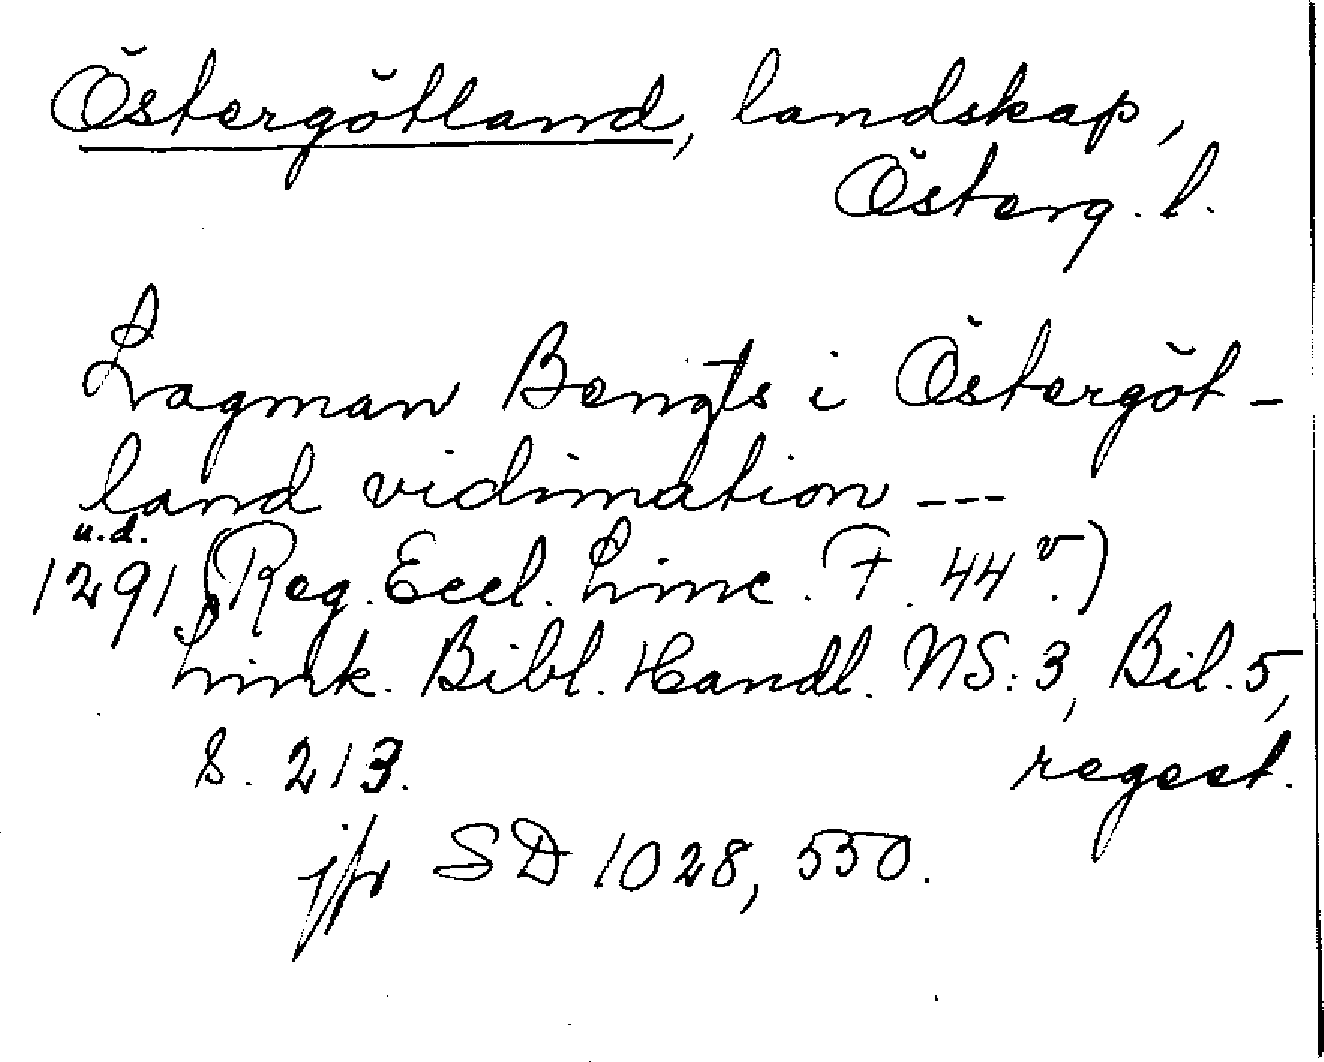 Östergötland, landskap,
Österg. l.
Lagman Bengts i Östergöt-
land vidimation ---
u.d.
1291 (Reg. Eccl. Linc. F. 44 v.)
Link. Bibl. Handl. NS: 3, Bil. 5,
s. 213. regest.
jfr SD 1028, 550.